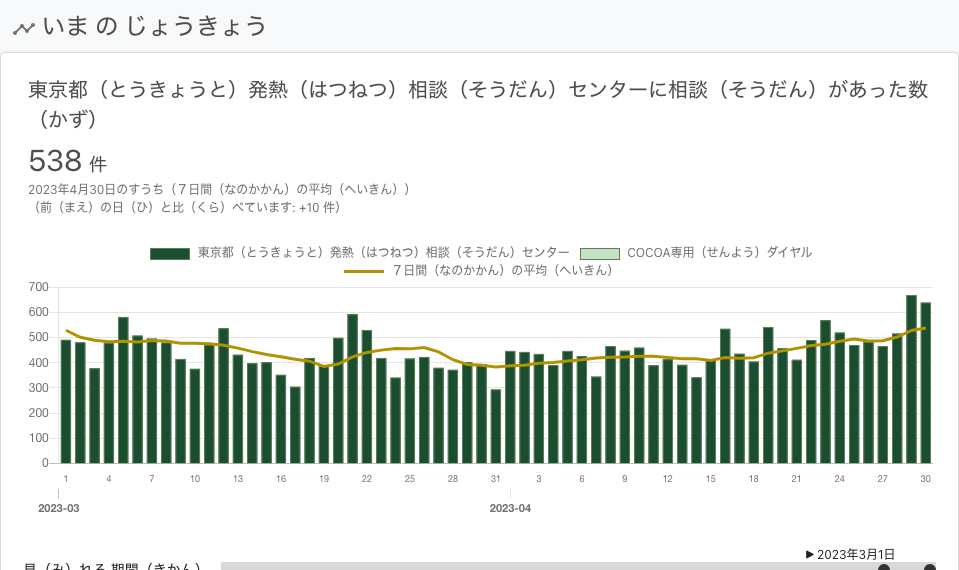 いま の じょうきょう
東京都（とうきょうと）発熱（はつねつ）相談（そうだん）センターに相談（そうだん）があった数
（かず）
538 件
2023年4月30日のすうち（７日間（なのかかん）の平均（へいきん））
（前（まえ）の日（ひ）と比（くら）べています: +10 件）
東京都（とうきょうと）発熱（はつねつ）相談（そうだん）センター COCOA専用（せんよう）ダイヤル
７日間（なのかかん）の平均（へいきん）
700
600
500
400
300
200
100
0
1 4 7 10 13 16 19 22 25 28 31 3 6 9 12 15 18 21 24 27 30
2023-03 2023-04
2023年3月1日
見（み）れる 期間（きかん）